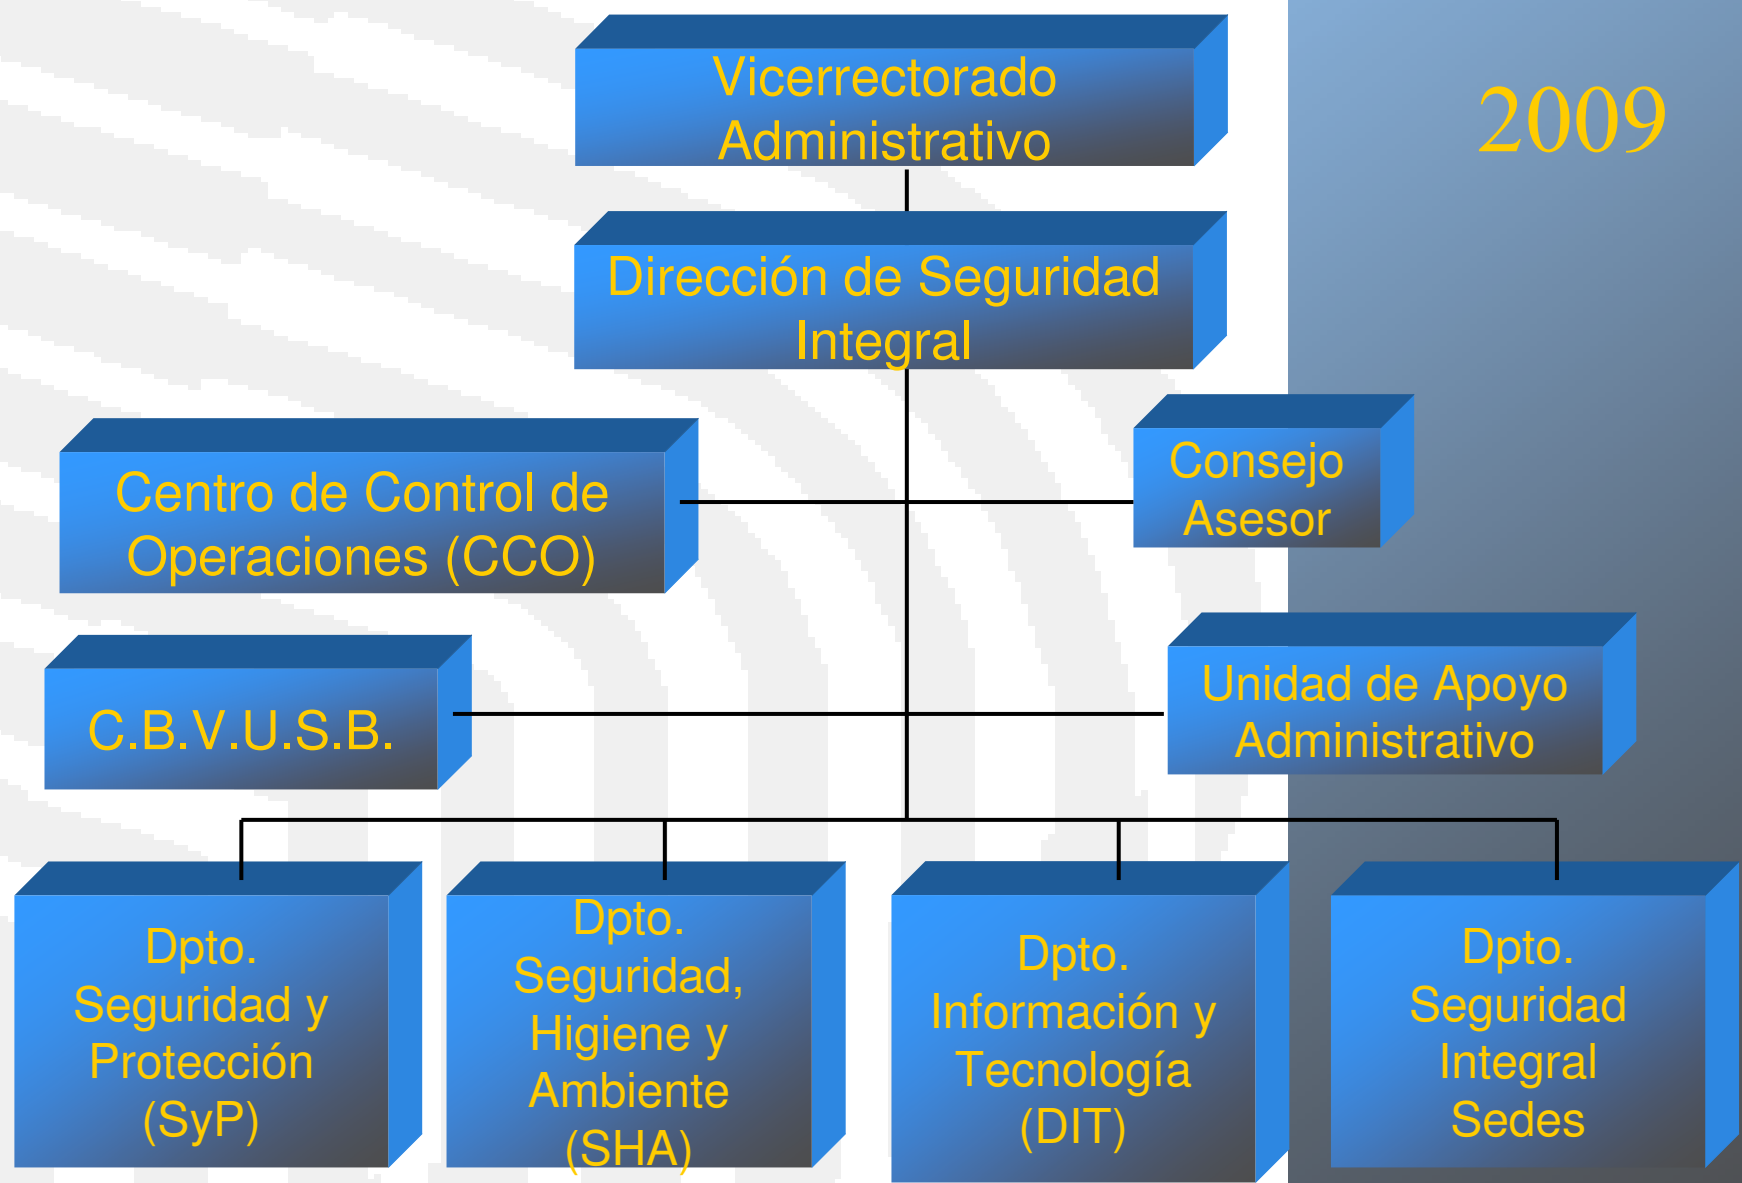 Vicerrectorado
Administrativo
2009
Dirección de Seguridad
Integral
Centro de Control de
Operaciones (CCO)
Consejo
Asesor
C.B.V.U.S.B.
Unidad de Apoyo
Administrativo
Dpto.
Seguridad y
Protección
(SyP)
Dpto.
Seguridad,
Higiene y
Ambiente
(SHA)
Dpto.
Información y
Tecnología
(DIT)
Dpto.
Seguridad
Integral
Sedes